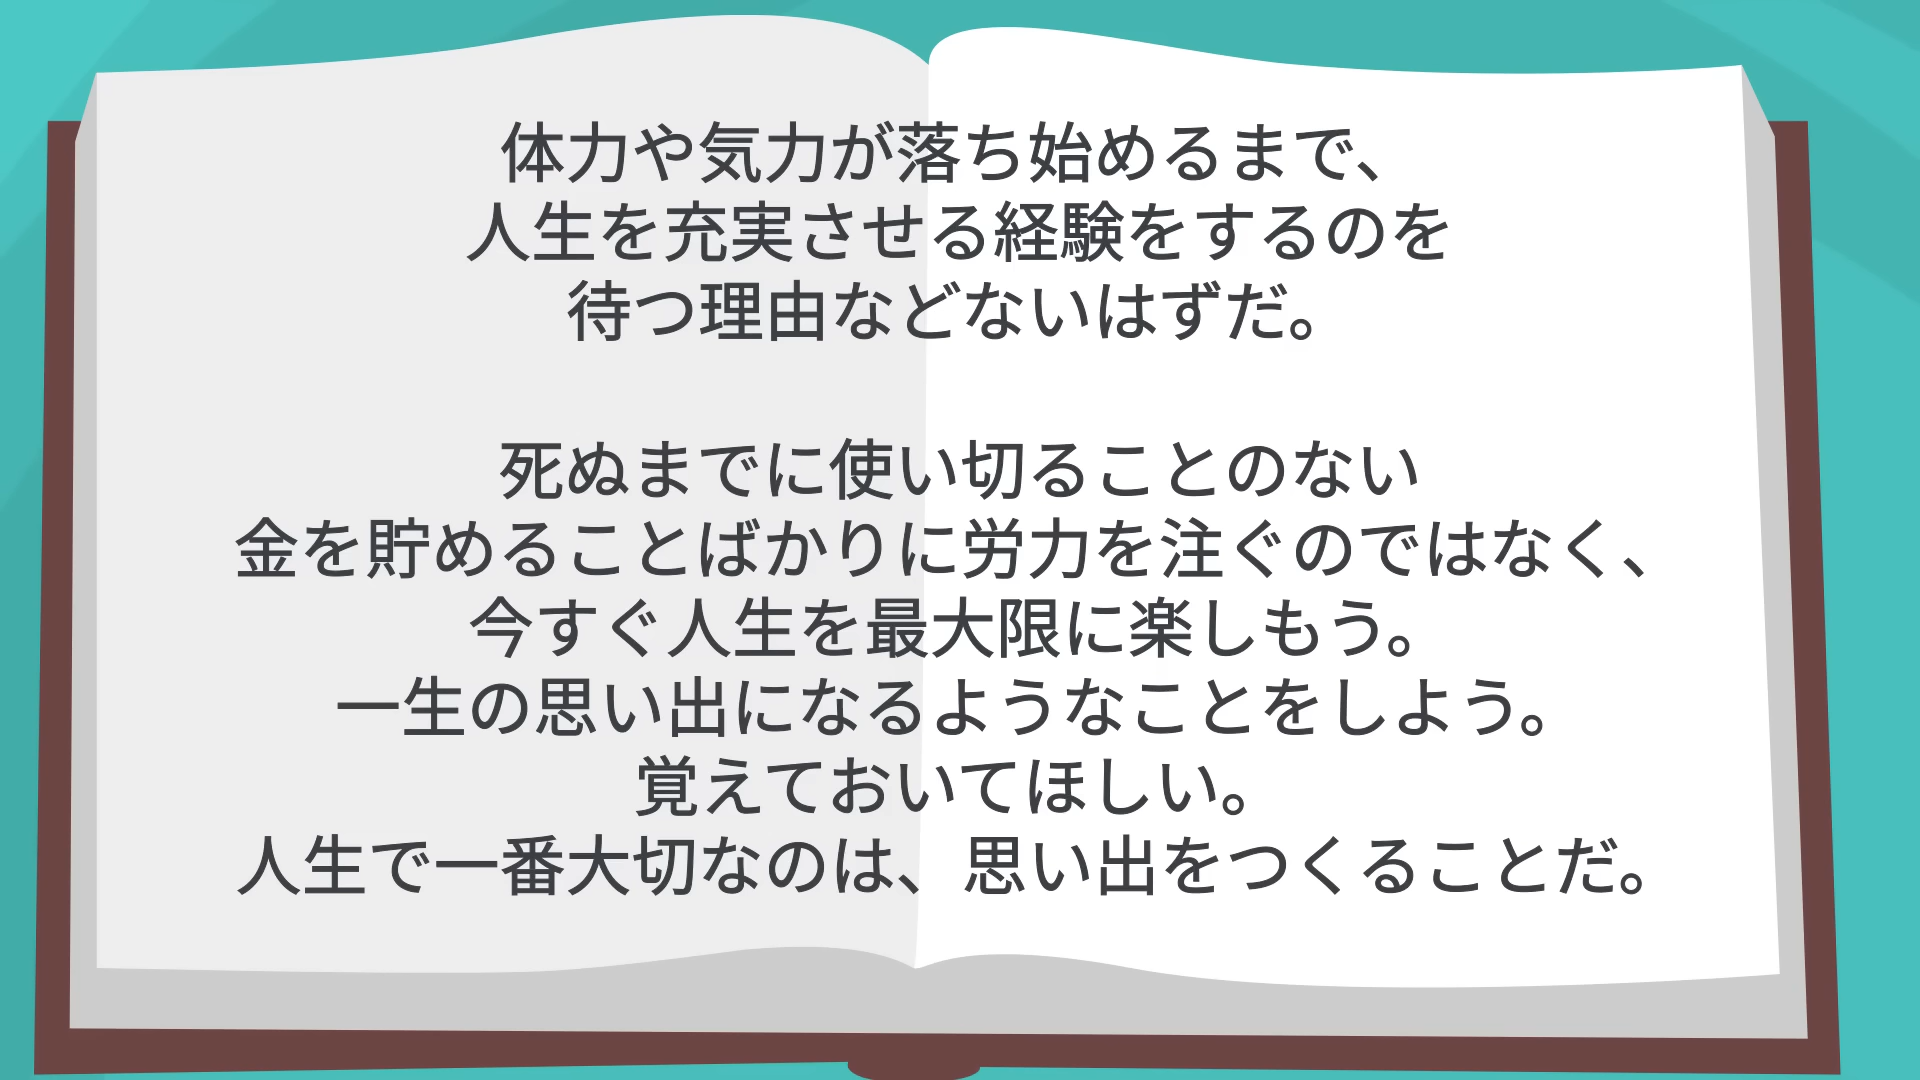 体力や気力が落ち始めるまで、
人生を充実させる経験をするのを
待つ理由などないはずだ。
死ぬまでに使い切ることのない
金を貯めることばかりに労力を注ぐのではなく、
今すぐ人生を最大限に楽しもう。
一生の思い出になるようなことをしよう。
覚えておいてほしい。
人生で一番大切なのは、思い出をつくることだ。